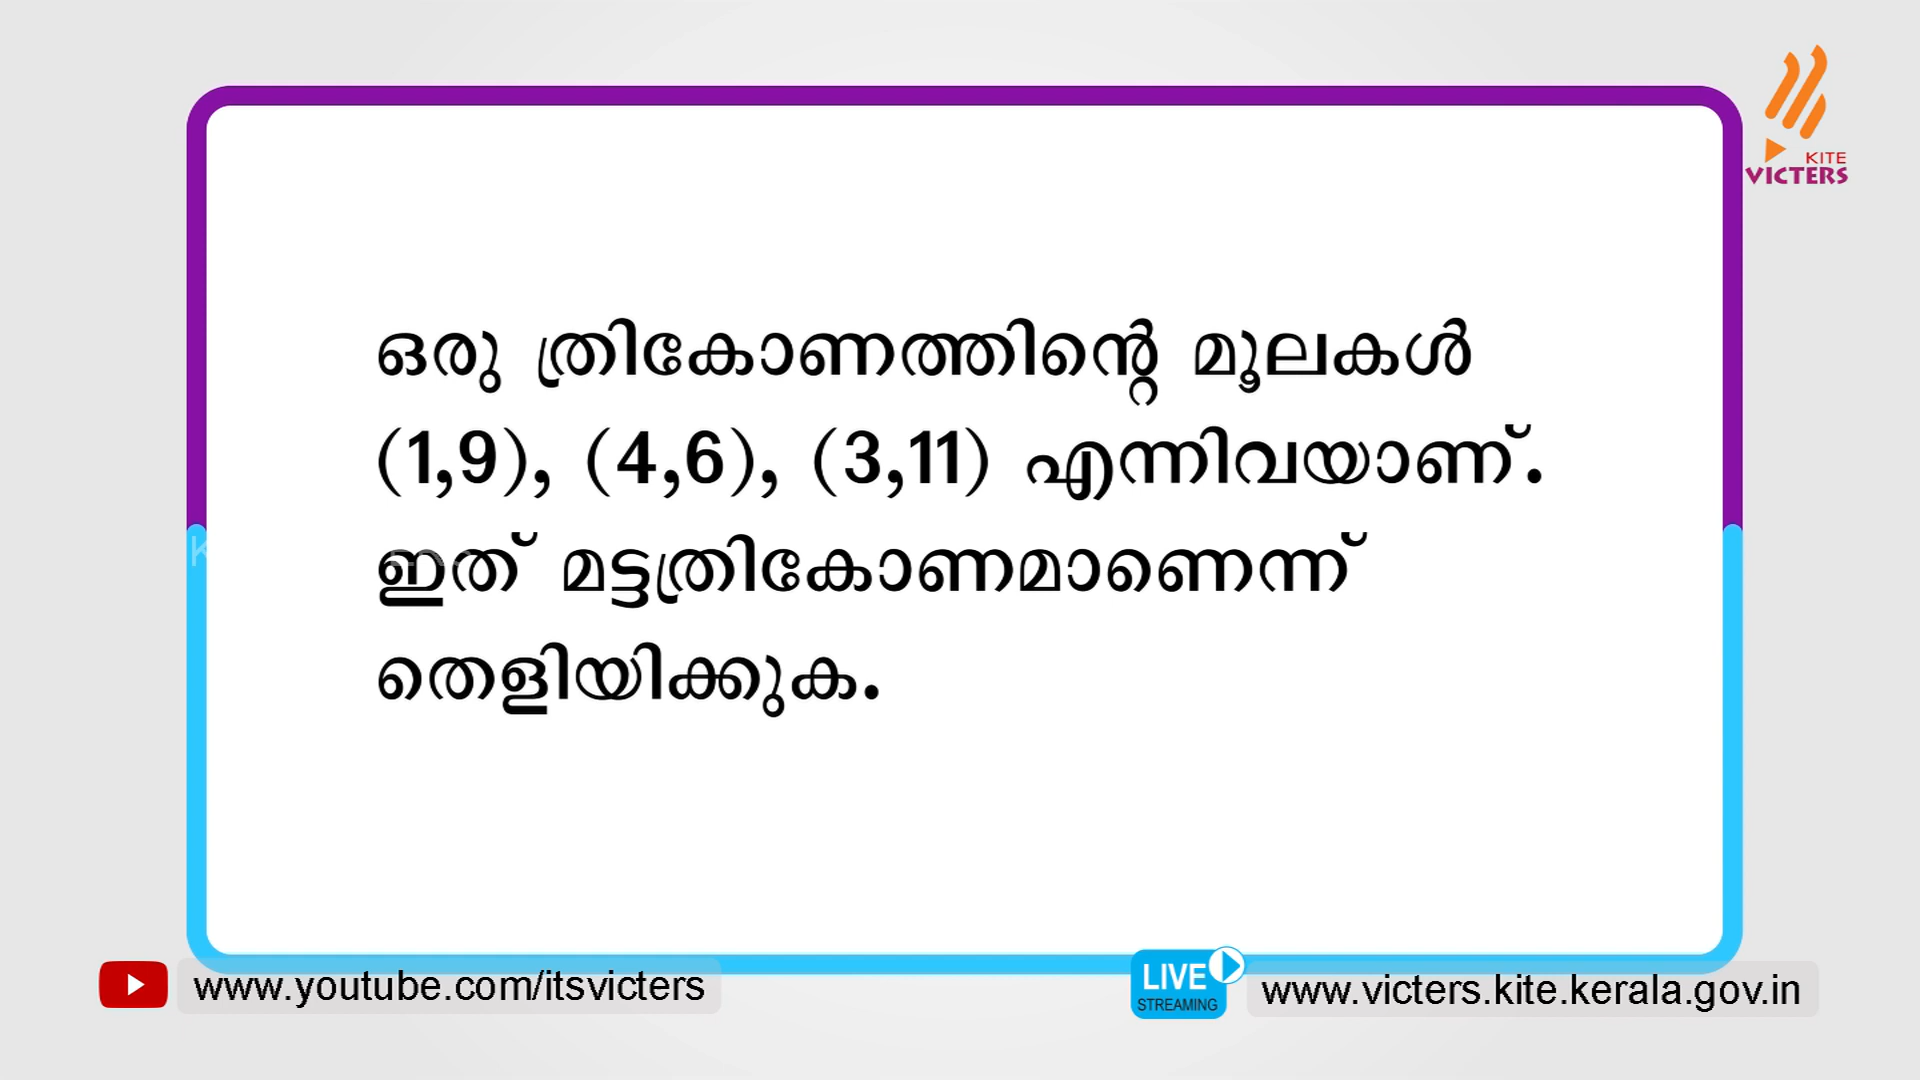 KITE
VICTERS
ഒരു ത്രികോണത്തിന്റെ മൂലകൾ
(1,9), (4,6), (3,11) എന്നിവയാണ്.
ഇത് മട്ടത്രികോണമാണെന്ന്
തെളിയിക്കുക.
www.youtube.com/itsvicters
LIVE
STREAMING
www.victers.kite.kerala.gov.in